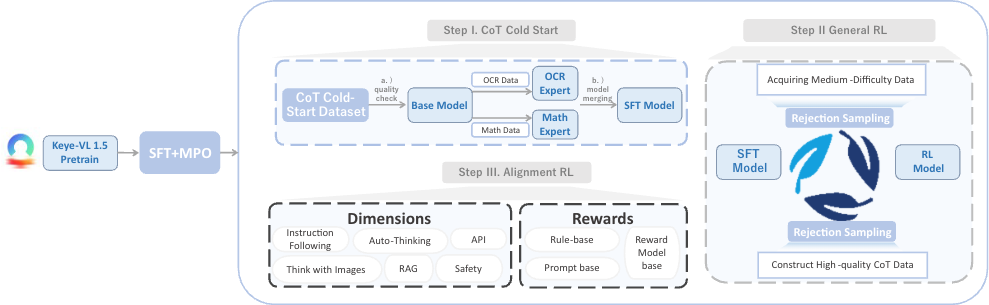 Keye-VL 1.5
Pretrain
SFT+MPO
Step I. CoT Cold Start
CoT Cold-
Start Dataset
a. )
quality
check
Base Model
OCR Data
Math Data
OCR
Expert
Math
Expert
b. )
model
merging
SFT Model
Step III. Alignment RL
Dimensions
Instruction
Following
Auto-Thinking
API
Think with Images
RAG
Safety
Rewards
Rule-base
Prompt base
Reward
Model
base
Step II General RL
Acquiring Medium -Difficulty Data
Rejection Sampling
SFT
Model
RL
Model
Rejection Sampling
Construct High -quality CoT Data